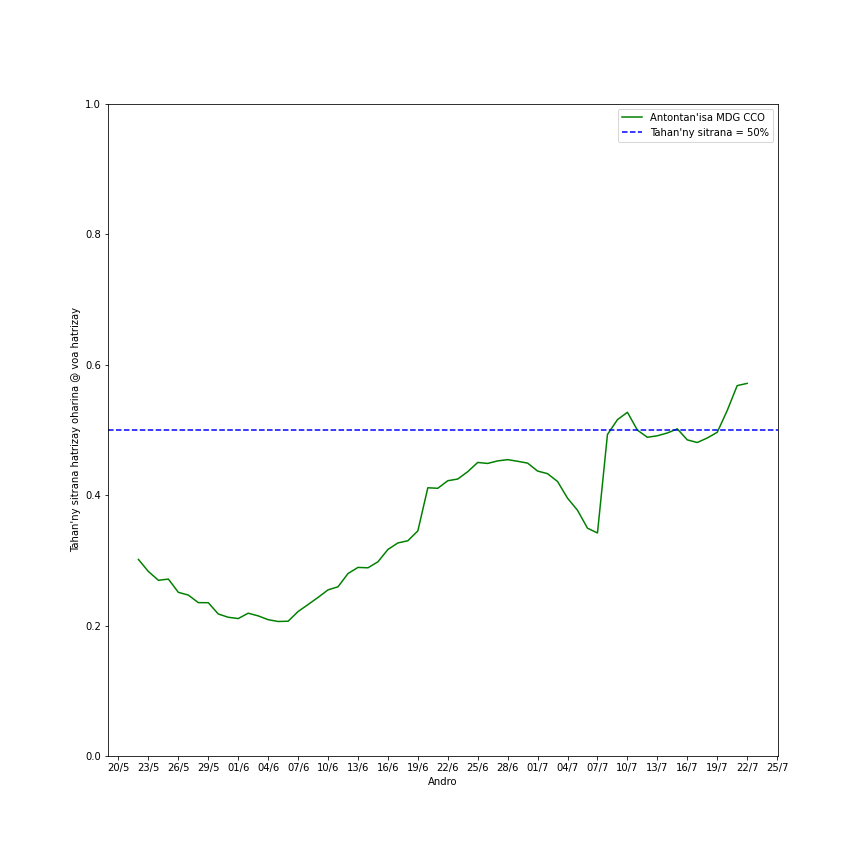 Antontan'isa MDG CCO
Tahan'ny sitrana = 50%
1.0
0.8
0.6
0.4
0.2
0.0
Tahan'ny sitrana hatrizay oharina @ voa hatrizay
20/5 23/5 26/5 29/5 01/6 04/6 07/6 10/6 13/6 16/6 19/6 22/6 25/6 28/6 01/7 04/7 07/7 10/7 13/7 16/7 19/7 22/7 25/7
Andro